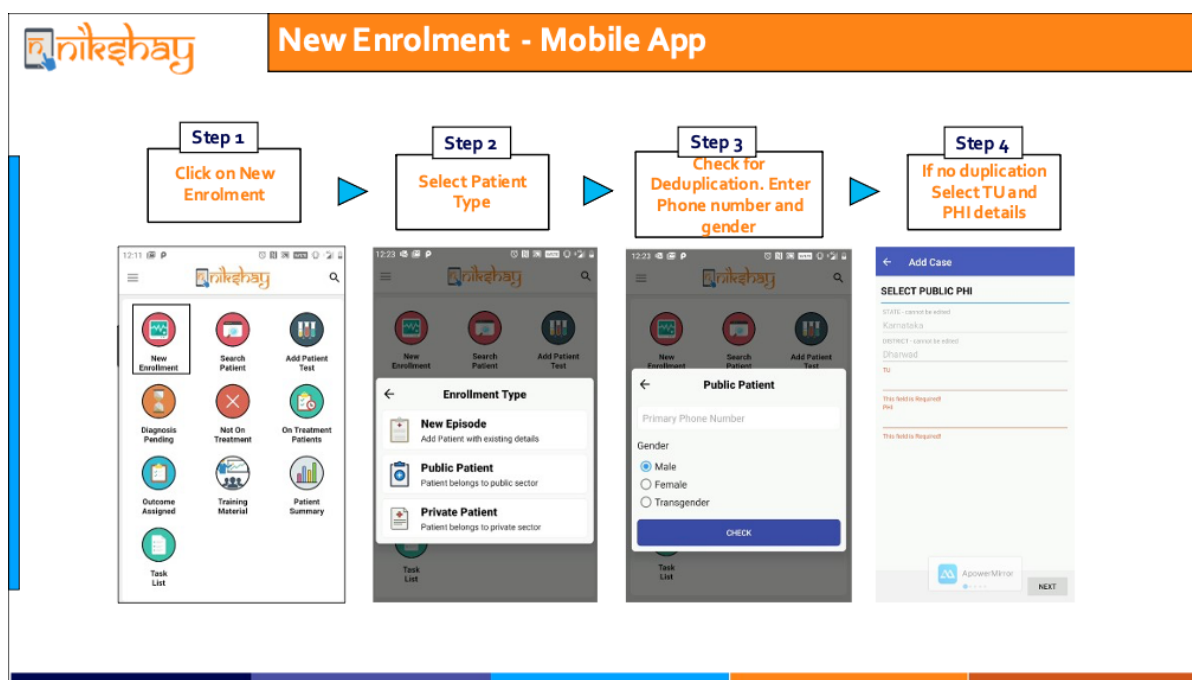 nikshay
New Enrolment - Mobile App
Step 1
Click on New
Enrolment
Step 2
Select Patient
Type
Step 3
Check for
Deduplication. Enter
Phone number and
gender
Step 4
If no duplication
Select TU and
PHI details
12:11
nikshay
New
Enrollment
Search
Patient
Add Patient
Test
Diagnosis
Pending
Not On
Treatment
On Treatment
Patients
Outcome
Assigned
Training
Material
Patient
Summary
Task
List
12:23
nikshay
New
Enrollment
Search
Patient
Add Patient
Test
Enrollment Type
New Episode
Add Patient with existing details
Public Patient
Patient belongs to public sector
Private Patient
Patient belongs to private sector
Task
List
12:23
nikshay
New
Enrollment
Search
Patient
Add Patient
Test
Public Patient
Primary Phone Number
Gender
Male
Female
Transgender
CHECK
Task
List
Add Case
SELECT PUBLIC PHI
STATE - cannot be edited
Karnataka
DISTRICT - cannot be edited
Dharwad
TU
This field is Required!
PHI
This field is Required!
ApowerMirror
NEXT